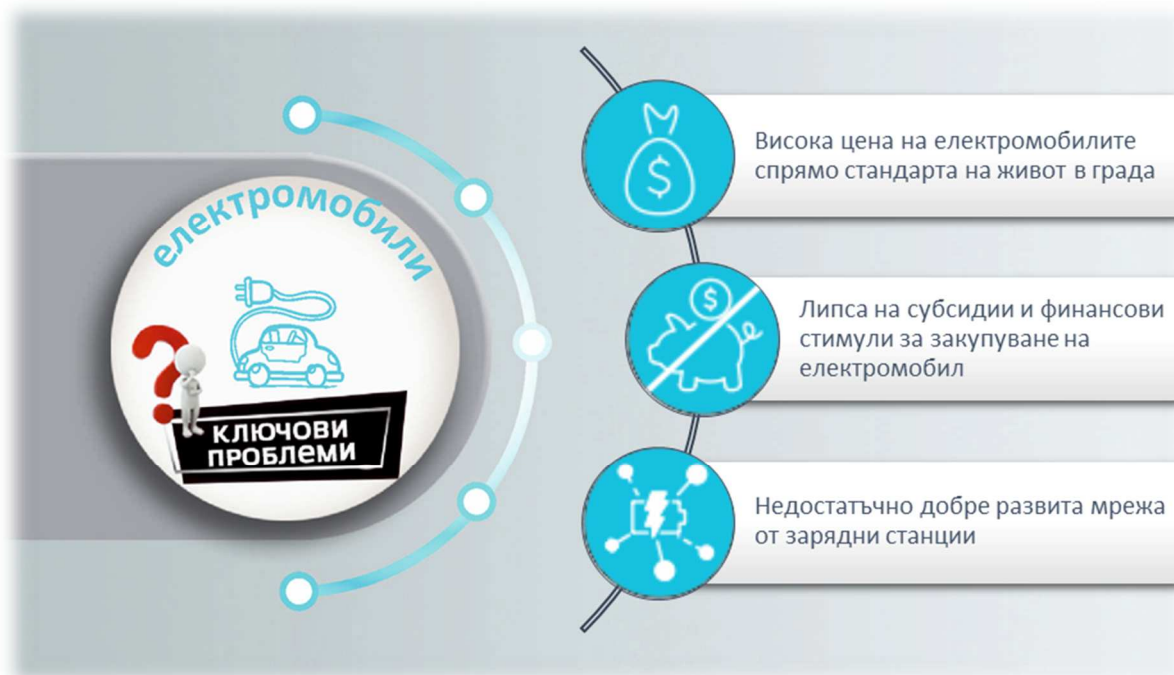 електромобили
КЛЮЧОВИ
ПРОБЛЕМИ
Висока цена на електромобилите
спрямо стандарта на живот в града
Липса на субсидии и финансови
стимули за закупуване на
електромобил
Недостатъчно добре развита мрежа
от зарядни станции